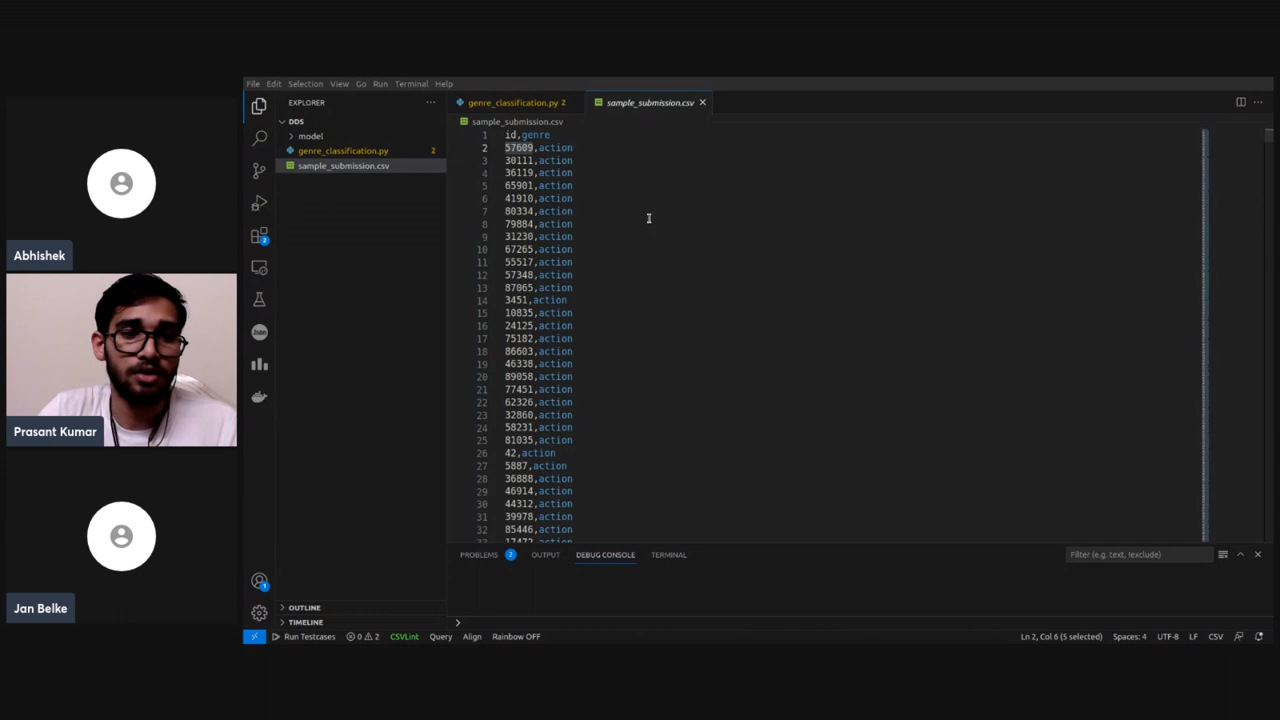 Abhishek
Prasant Kumar
Jan Belke
File Edit Selection View Go Run Terminal Help
EXPLORER
DDS
model
genre_classification.py 2
sample_submission.csv
2
Jaan
1
OUTLINE
TIMELINE
genre_classification.py 2 sample_submission.csv
sample_submission.csv
1 id,genre
2 57609,action
3 30111,action
4 36119,action
5 65901,action
6 41910,action
7 80334,action
8 79884,action
9 31230,action
10 67265,action
11 55517,action
12 57348,action
13 87065,action
14 3451,action
15 10835,action
16 24125,action
17 75182,action
18 86603,action
19 46338,action
20 89058,action
21 77451,action
22 62326,action
23 32860,action
24 58231,action
25 81035,action
26 42,action
27 5887,action
28 36888,action
29 46914,action
30 44312,action
31 39978,action
32 85446,action
33 17472,action
PROBLEMS 2 OUTPUT DEBUG CONSOLE TERMINAL Filter (e.g. text, !exclude)
Run Testcases 0 2 CSVLint Query Align Rainbow OFF Ln 2, Col 6 (5 selected) Spaces: 4 UTF-8 LF CSV